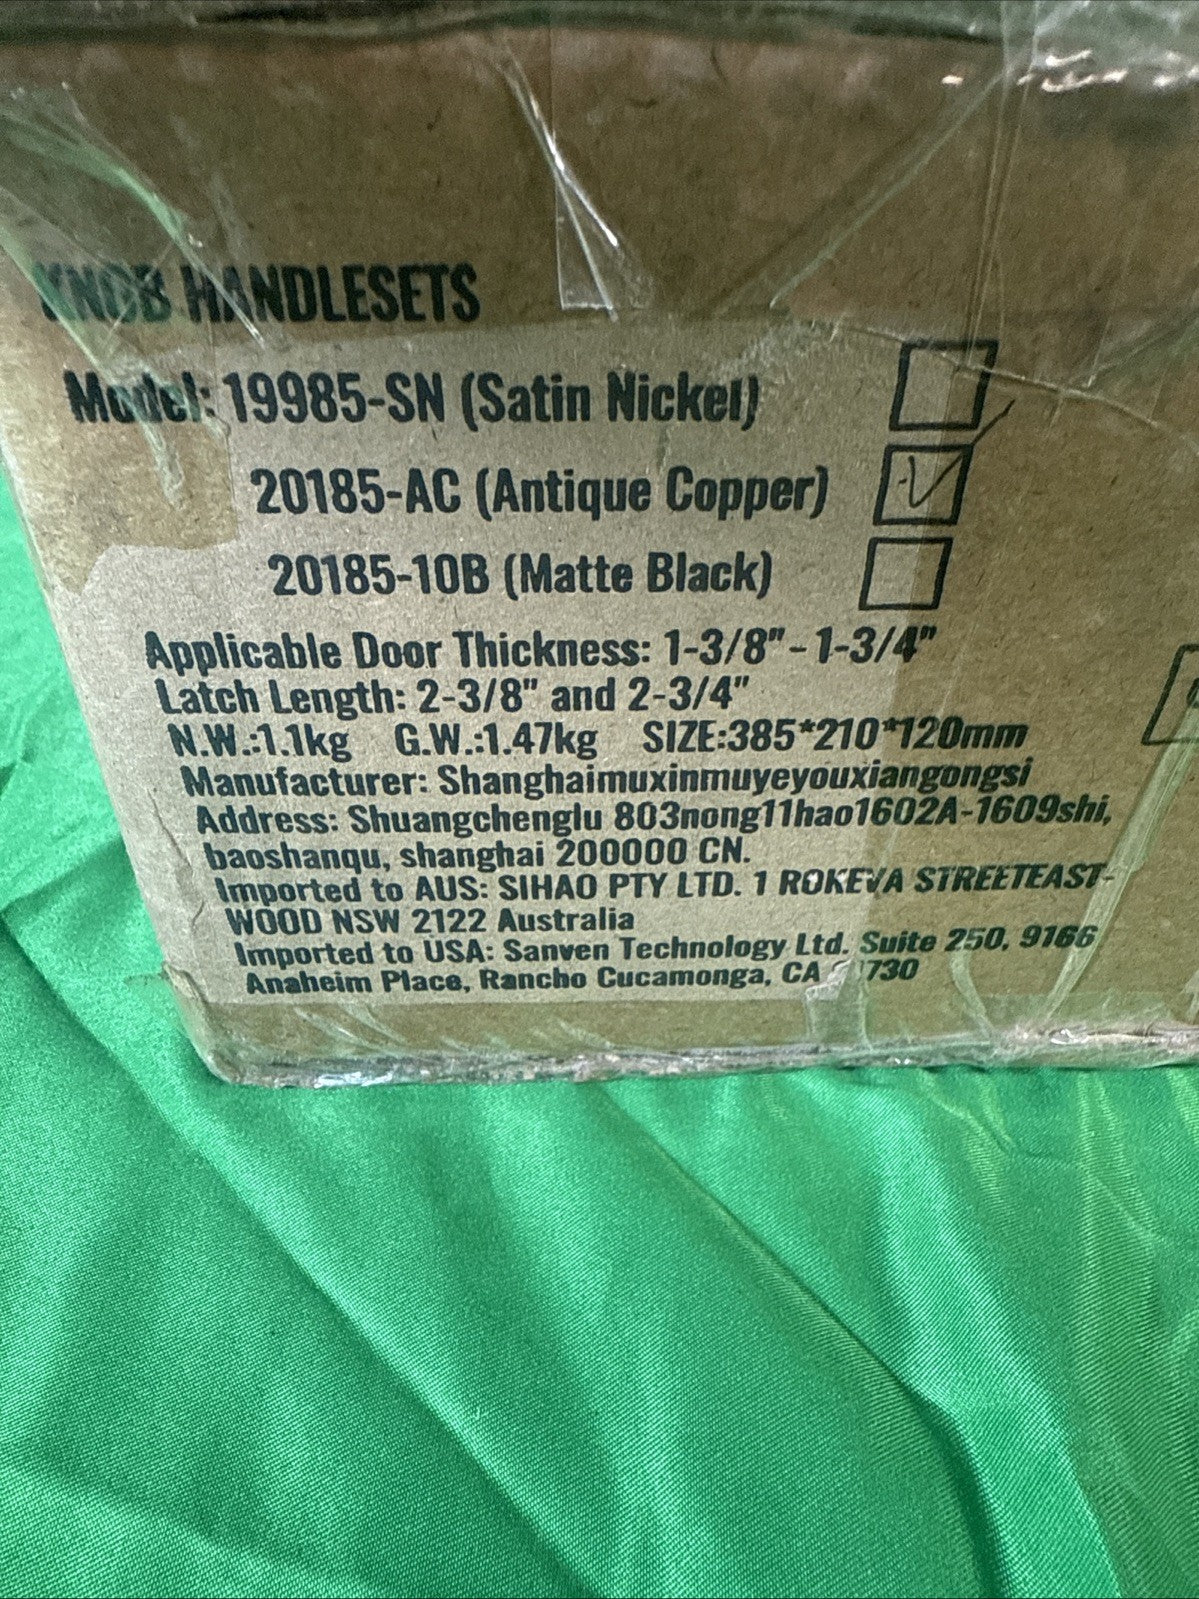 KNOB HANDLESETS
Model: 19985-SN (Satin Nickel)
20185-AC (Antique Copper)
20185-10B (Matte Black)
Applicable Door Thickness: 1-3/8" - 1-3/4"
Latch Length: 2-3/8" and 2-3/4"
N.W.:1.1kg G.W.:1.47kg SIZE:385*210*120mm
Manufacturer: Shanghaimuxinmuyeyouxiangongsi
Address: Shuangchenglu 803nong11hao1602A-1609shi,
baoshanqu, shanghai 200000 CN.
Imported to AUS: SIHAO PTY LTD. 1 ROKEVA STREETEAST-
WOOD NSW 2122 Australia
Imported to USA: Sanven Technology Ltd. Suite 250, 9166
Anaheim Place, Rancho Cucamonga, CA